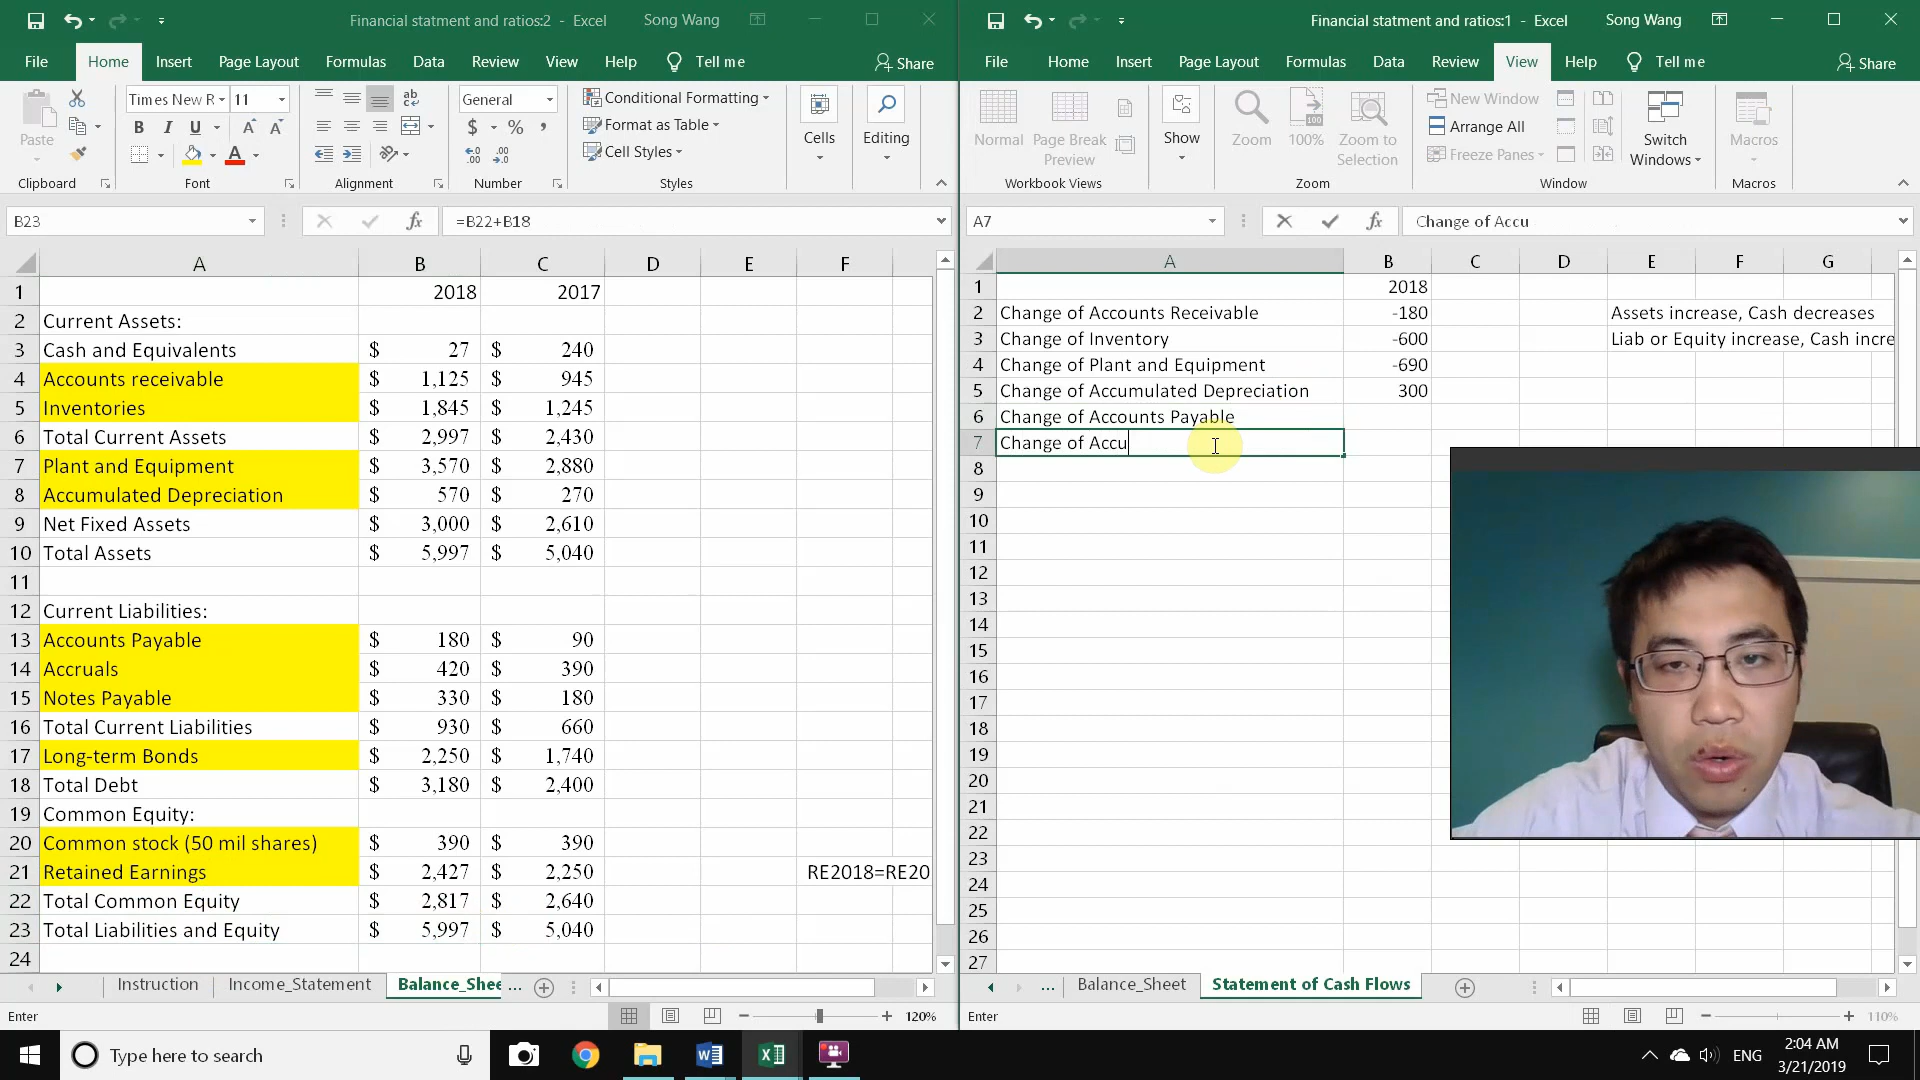 Financial statment and ratios:2 - Excel
Song Wang
File Home Insert Page Layout Formulas Data Review View Help Tell me Share
Paste
Times New R 11
B I U A A
General
$ % ,
Conditional Formatting
Format as Table
Cell Styles
Cells
Editing
Clipboard Font Alignment Number Styles
B23 fx =B22+B18
A B C D E F
1 2018 2017
2 Current Assets:
3 Cash and Equivalents $ 27 $ 240
4 Accounts receivable $ 1,125 $ 945
5 Inventories $ 1,845 $ 1,245
6 Total Current Assets $ 2,997 $ 2,430
7 Plant and Equipment $ 3,570 $ 2,880
8 Accumulated Depreciation $ 570 $ 270
9 Net Fixed Assets $ 3,000 $ 2,610
10 Total Assets $ 5,997 $ 5,040
11
12 Current Liabilities:
13 Accounts Payable $ 180 $ 90
14 Accruals $ 420 $ 390
15 Notes Payable $ 330 $ 180
16 Total Current Liabilities $ 930 $ 660
17 Long-term Bonds $ 2,250 $ 1,740
18 Total Debt $ 3,180 $ 2,400
19 Common Equity:
20 Common stock (50 mil shares) $ 390 $ 390
21 Retained Earnings $ 2,427 $ 2,250 RE2018=RE20
22 Total Common Equity $ 2,817 $ 2,640
23 Total Liabilities and Equity $ 5,997 $ 5,040
24
Instruction Income_Statement Balance_Shee ...
Enter 120%
Financial statment and ratios:1 - Excel
Song Wang
File Home Insert Page Layout Formulas Data Review View Help Tell me Share
Normal
Page Break Preview
Show
Zoom
100%
Zoom to Selection
New Window
Arrange All
Freeze Panes
Switch Windows
Macros
Workbook Views Zoom Window Macros
A7 fx Change of Accu
A B C D E F G
1 2018
2 Change of Accounts Receivable -180 Assets increase, Cash decreases
3 Change of Inventory -600 Liab or Equity increase, Cash incre
4 Change of Plant and Equipment -690
5 Change of Accumulated Depreciation 300
6 Change of Accounts Payable
7 Change of Accu
8
9
10
11
12
13
14
15
16
17
18
19
20
21
22
23
24
25
26
27
... Balance_Sheet Statement of Cash Flows
Enter 110%
Type here to search
ENG
2:04 AM
3/21/2019